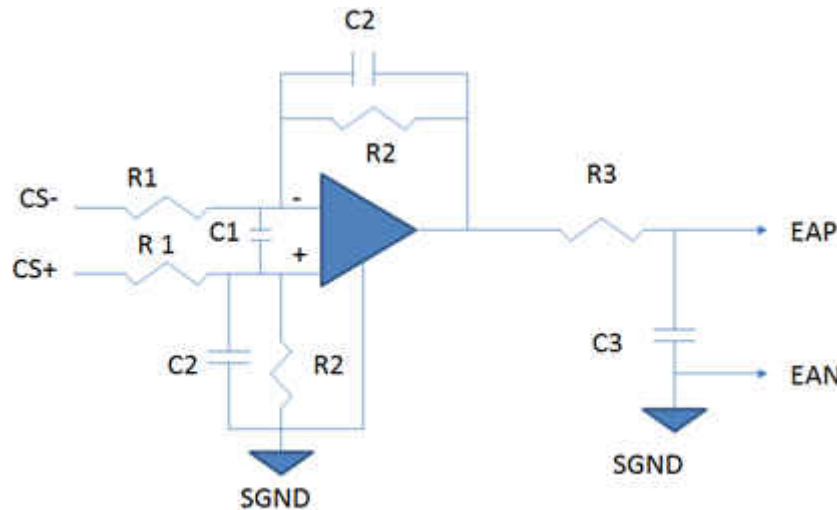 C2
R2
R1
R3
CS-
-
C1
EAP
R 1
+
CS+
C3
C2
R2
EAN
SGND
SGND